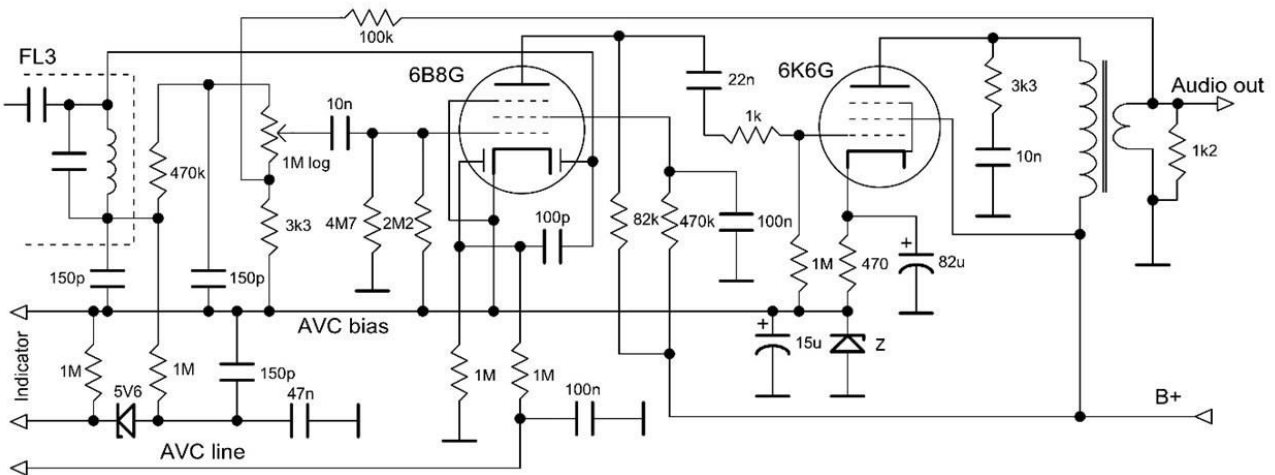 100k
FL3
6B8G
6K6G
22n
3k3
Audio out
10n
1k
1M log
470k
10n
1k2
3k3
4M7
2M2
100p
82k
470k
100n
150p
150p
1M
470
+
82u
AVC bias
+
15u
Z
Indicator
1M
1M
150p
1M
1M
5V6
47n
100n
B+
AVC line